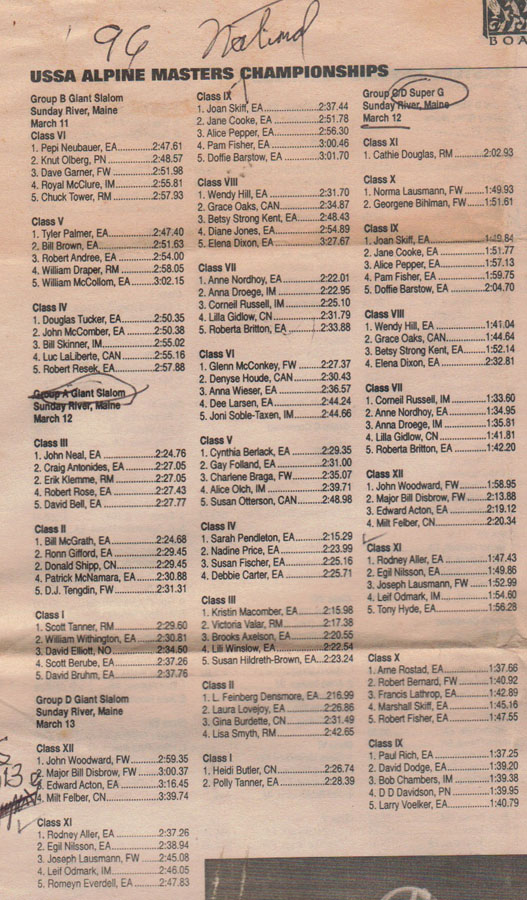 '96 National
BOA
USSA ALPINE MASTERS CHAMPIONSHIPS
Group B Giant Slalom
Sunday River, Maine
March 11
Class VI
1. Pepi Neubauer, EA 2:47.61
2. Knut Olberg, PN 2:48.57
3. Dave Garner, FW 2:51.98
4. Royal McClure, IM 2:55.81
5. Chuck Tower, RM 2:57.93
Class V
1. Tyler Palmer, EA 2:47.40
2. Bill Brown, EA 2:51.63
3. Robert Andree, EA 2:54.00
4. William Draper, RM 2:58.05
5. William McCollom, EA 3:02.15
Class IV
1. Douglas Tucker, EA 2:50.35
2. John McComber, EA 2:50.38
3. Bill Skinner, IM 2:55.02
4. Luc LaLiberte, CAN 2:55.16
5. Robert Resek, EA 2:57.88
Group A Giant Slalom
Sunday River, Maine
March 12
Class III
1. John Neal, EA 2:24.76
2. Craig Antonides, EA 2:27.05
2. Erik Klemme, RM 2:27.05
4. Robert Rose, EA 2:27.43
5. David Bell, EA 2:27.77
Class II
1. Bill McGrath, EA 2:24.68
2. Ronn Gifford, EA 2:29.45
2. Donald Shipp, CN 2:29.45
4. Patrick McNamara, EA 2:30.88
5. D.J. Tengdin, FW 2:31.31
Class I
1. Scott Tanner, RM 2:29.60
2. William Withington, EA 2:30.81
3. David Elliott, NO 2:34.50
4. Scott Berube, EA 2:37.26
5. David Bruhm, EA 2:37.76
Group D Giant Slalom
Sunday River, Maine
March 13
Class XII
1. John Woodward, FW 2:59.35
2. Major Bill Disbrow, FW 3:00.37
3. Edward Acton, EA 3:16.45
4. Milt Felber, CN 3:39.74
Class XI
1. Rodney Aller, EA 2:37.26
2. Egil Nilsson, EA 2:38.94
3. Joseph Lausmann, FW 2:45.08
4. Leif Odmark, IM 2:46.05
5. Romeyn Everdell, EA 2:47.83
Class IX
1. Joan Skiff, EA 2:37.44
2. Jane Cooke, EA 2:51.78
3. Alice Pepper, EA 2:56.30
4. Pam Fisher, EA 3:00.46
5. Doffie Barstow, EA 3:01.70
Class VIII
1. Wendy Hill, EA 2:31.70
2. Grace Oaks, CAN 2:34.87
3. Betsy Strong Kent, EA 2:48.43
4. Diane Jones, EA 2:54.89
5. Elena Dixon, EA 3:27.67
Class VII
1. Anne Nordhoy, EA 2:22.01
2. Anna Droege, IM 2:22.95
3. Corneil Russell, IM 2:25.10
4. Lilla Gidlow, CN 2:31.79
5. Roberta Britton, EA 2:33.88
Class VI
1. Glenn McConkey, FW 2:27.37
2. Denyse Houde, CAN 2:30.43
3. Anna Wieser, EA 2:36.57
4. Dee Larsen, EA 2:44.24
5. Joni Soble-Taxen, IM 2:44.66
Class V
1. Cynthia Berlack, EA 2:29.35
2. Gay Folland, EA 2:31.00
3. Charlene Braga, FW 2:35.07
4. Alice Olch, IM 2:39.71
5. Susan Otterson, CAN 2:48.98
Class IV
1. Sarah Pendleton, EA 2:15.29
2. Nadine Price, EA 2:23.99
3. Susan Fischer, EA 2:25.16
4. Debbie Carter, EA 2:25.71
Class III
1. Kristin Macomber, EA 2:15.98
2. Victoria Valar, RM 2:17.38
3. Brooks Axelson, EA 2:20.55
4. Lili Winslow, EA 2:22.54
5. Susan Hildreth-Brown, EA 2:23.24
Class II
1. L. Feinberg Densmore, EA 216.99
2. Laura Lovejoy, EA 2:26.86
3. Gina Burdette, CN 2:31.49
4. Lisa Smyth, RM 2:42.65
Class I
1. Heidi Butler, CN 2:26.74
2. Polly Tanner, EA 2:28.39
Group C/D Super G
Sunday River, Maine
March 12
Class XI
1. Cathie Douglas, RM 2:02.93
Class X
1. Norma Lausmann, FW 1:49.93
2. Georgene Bihlman, FW 1:51.61
Class IX
1. Joan Skiff, EA 1:49.84
2. Jane Cooke, EA 1:51.77
3. Alice Pepper, EA 1:57.13
4. Pam Fisher, EA 1:59.75
5. Doffie Barstow, EA 2:04.70
Class VIII
1. Wendy Hill, EA 1:41.04
2. Grace Oaks, CAN 1:44.64
3. Betsy Strong Kent, EA 1:52.14
4. Elena Dixon, EA 2:32.81
Class VII
1. Corneil Russell, IM 1:33.60
2. Anne Nordhoy, EA 1:34.95
3. Anna Droege, IM 1:35.81
4. Lilla Gidlow, CN 1:41.81
5. Roberta Britton, EA 1:42.20
Class XII
1. John Woodward, FW 1:58.95
2. Major Bill Disbrow, FW 2:13.88
3. Edward Acton, EA 2:19.12
4. Milt Felber, CN 2:20.34
Class XI
1. Rodney Aller, EA 1:47.43
2. Egil Nilsson, EA 1:49.86
3. Joseph Lausmann, FW 1:52.99
4. Leif Odmark, IM 1:54.60
5. Tony Hyde, EA 1:56.28
Class X
1. Arne Rostad, EA 1:37.66
2. Robert Bernard, FW 1:40.92
3. Francis Lathrop, EA 1:42.89
4. Marshall Skiff, EA 1:45.16
5. Robert Fisher, EA 1:47.55
Class IX
1. Paul Rich, EA 1:37.25
2. David Dodge, EA 1:39.20
3. Bob Chambers, IM 1:39.38
4. D D Davidson, PN 1:39.95
5. Larry Voelker, EA 1:40.79